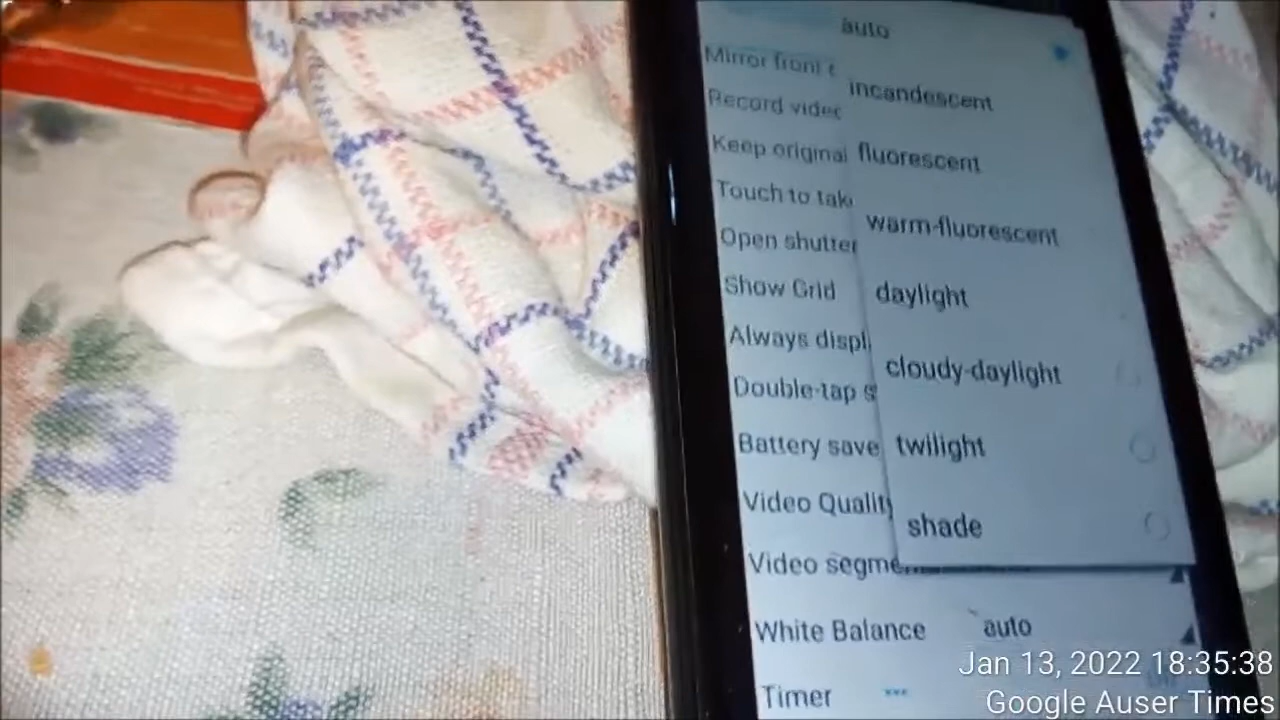 auto
Mirror front c
incandescent
Record videc
Keep original
fluorescent
Touch to tak
warm-fluorescent
Open shutter
Show Grid
daylight
Always displ
cloudy-daylight
Double-tap s
Battery save
twilight
Video Quality
shade
Video segme
White Balance auto
Timer ...
Jan 13, 2022 18:35:38
Google Auser Times